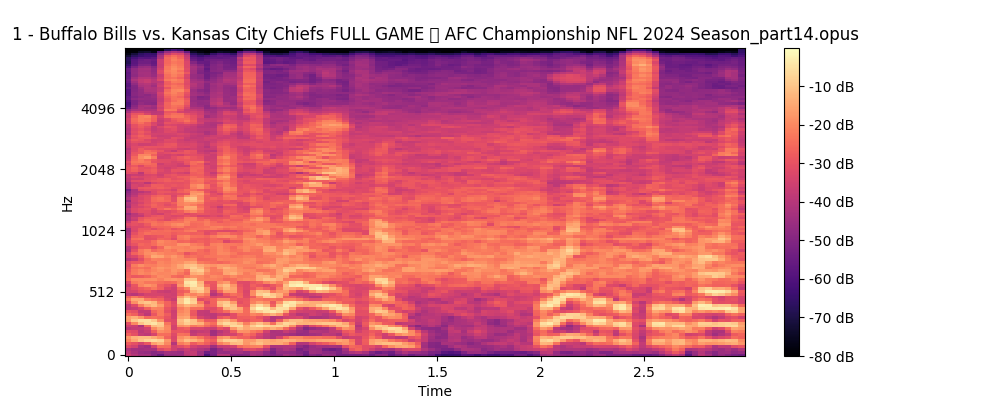 1 - Buffalo Bills vs. Kansas City Chiefs FULL GAME ▯ AFC Championship NFL 2024 Season_part14.opus
4096
2048
1024
512
0
Hz
0
0.5
1
1.5
2
2.5
Time
-10 dB
-20 dB
-30 dB
-40 dB
-50 dB
-60 dB
-70 dB
-80 dB